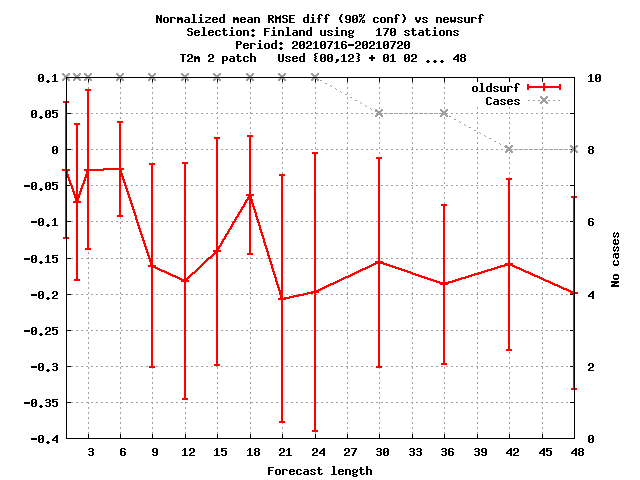 Normalized mean RMSE diff (90% conf) vs newsurf
Selection: Finland using   170 stations
Period: 20210716-20210720
T2m 2 patch   Used {00,12} + 01 02 ... 48
oldsurf
Cases
0.1
0.05
0
-0.05
-0.1
-0.15
-0.2
-0.25
-0.3
-0.35
-0.4
10
8
6
4
2
0
No cases
3 6 9 12 15 18 21 24 27 30 33 36 39 42 45 48
Forecast length